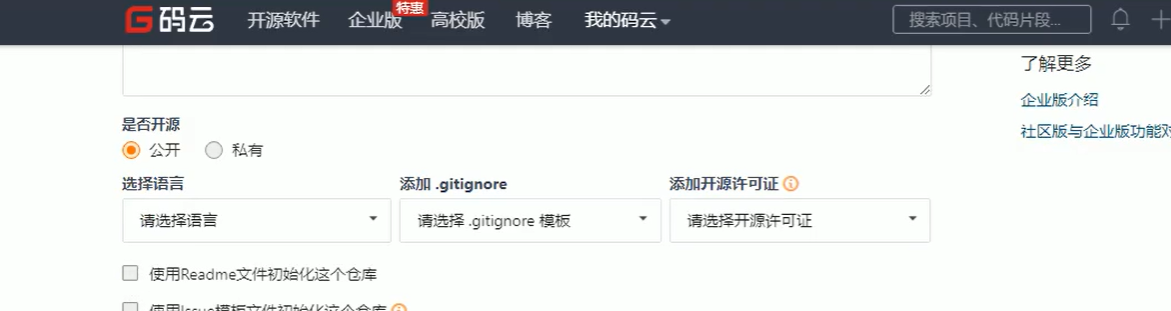 码云 开源软件 企业版 特惠 高校版 博客 我的码云 搜索项目、代码片段...
了解更多
企业版介绍
是否开源
社区版与企业版功能对
公开 私有
选择语言 添加 .gitignore 添加开源许可证
请选择语言 请选择 .gitignore 模板 请选择开源许可证
使用Readme文件初始化这个仓库
使用Issue模板文件初始化这个仓库